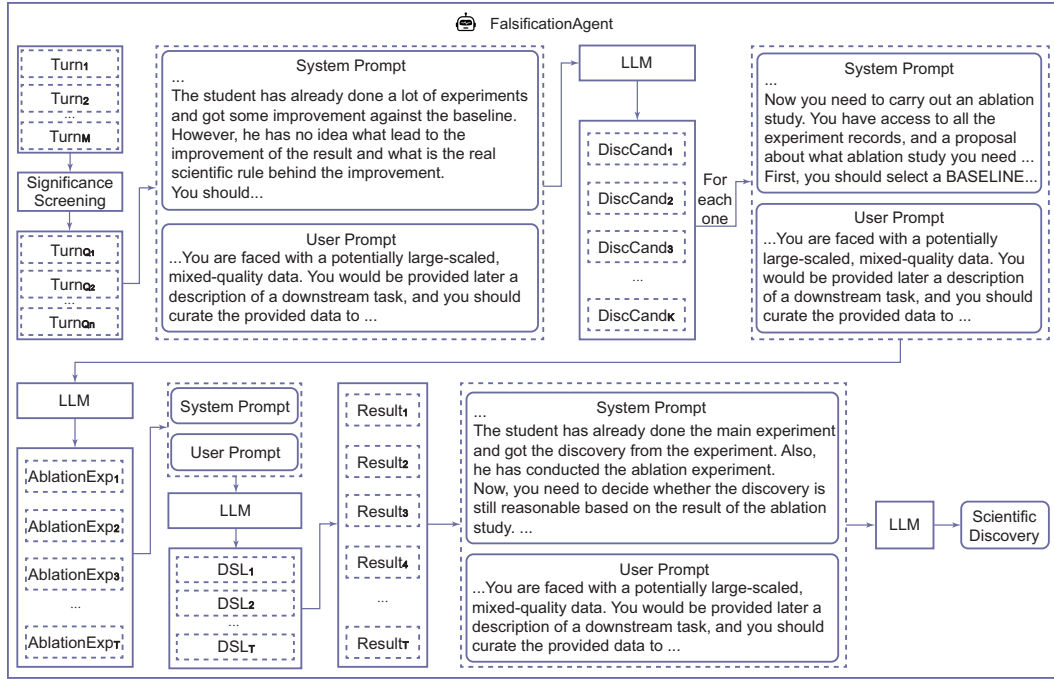 FalsificationAgent
Turn1
Turn2
...
TurnM
Significance
Screening
TurnQ1
TurnQ2
...
TurnQn
System Prompt
...
The student has already done a lot of experiments
and got some improvement against the baseline.
However, he has no idea what lead to the
improvement of the result and what is the real
scientific rule behind the improvement.
You should...
User Prompt
...You are faced with a potentially large-scaled,
mixed-quality data. You would be provided later a
description of a downstream task, and you should
curate the provided data to ...
LLM
DiscCand1
DiscCand2
DiscCand3
...
DiscCandK
For
each
one
System Prompt
...
Now you need to carry out an ablation
study. You have access to all the
experiment records, and a proposal
about what ablation study you need ...
First, you should select a BASELINE...
User Prompt
...You are faced with a potentially
large-scaled, mixed-quality data. You
would be provided later a description
of a downstream task, and you should
curate the provided data to ...
LLM
AblationExp1
AblationExp2
AblationExp3
...
AblationExpT
System Prompt
User Prompt
LLM
DSL1
DSL2
...
DSLT
Result1
Result2
Result3
Result4
...
ResultT
System Prompt
...
The student has already done the main experiment
and got the discovery from the experiment. Also,
he has conducted the ablation experiment.
Now, you need to decide whether the discovery is
still reasonable based on the result of the ablation
study. ...
User Prompt
...You are faced with a potentially large-scaled,
mixed-quality data. You would be provided later a
description of a downstream task, and you should
curate the provided data to ...
LLM
Scientific
Discovery